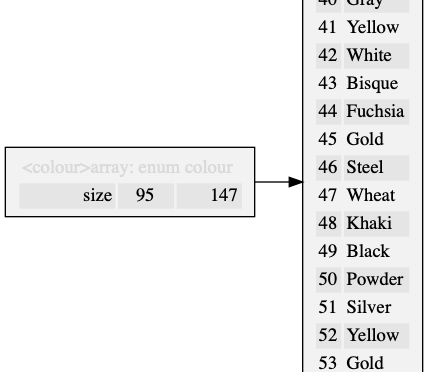 40 Gray
41 Yellow
42 White
43 Bisque
44 Fuchsia
45 Gold
<colour>array: enum colour
46 Steel
size 95 147
47 Wheat
48 Khaki
49 Black
50 Powder
51 Silver
52 Yellow
53 Gold